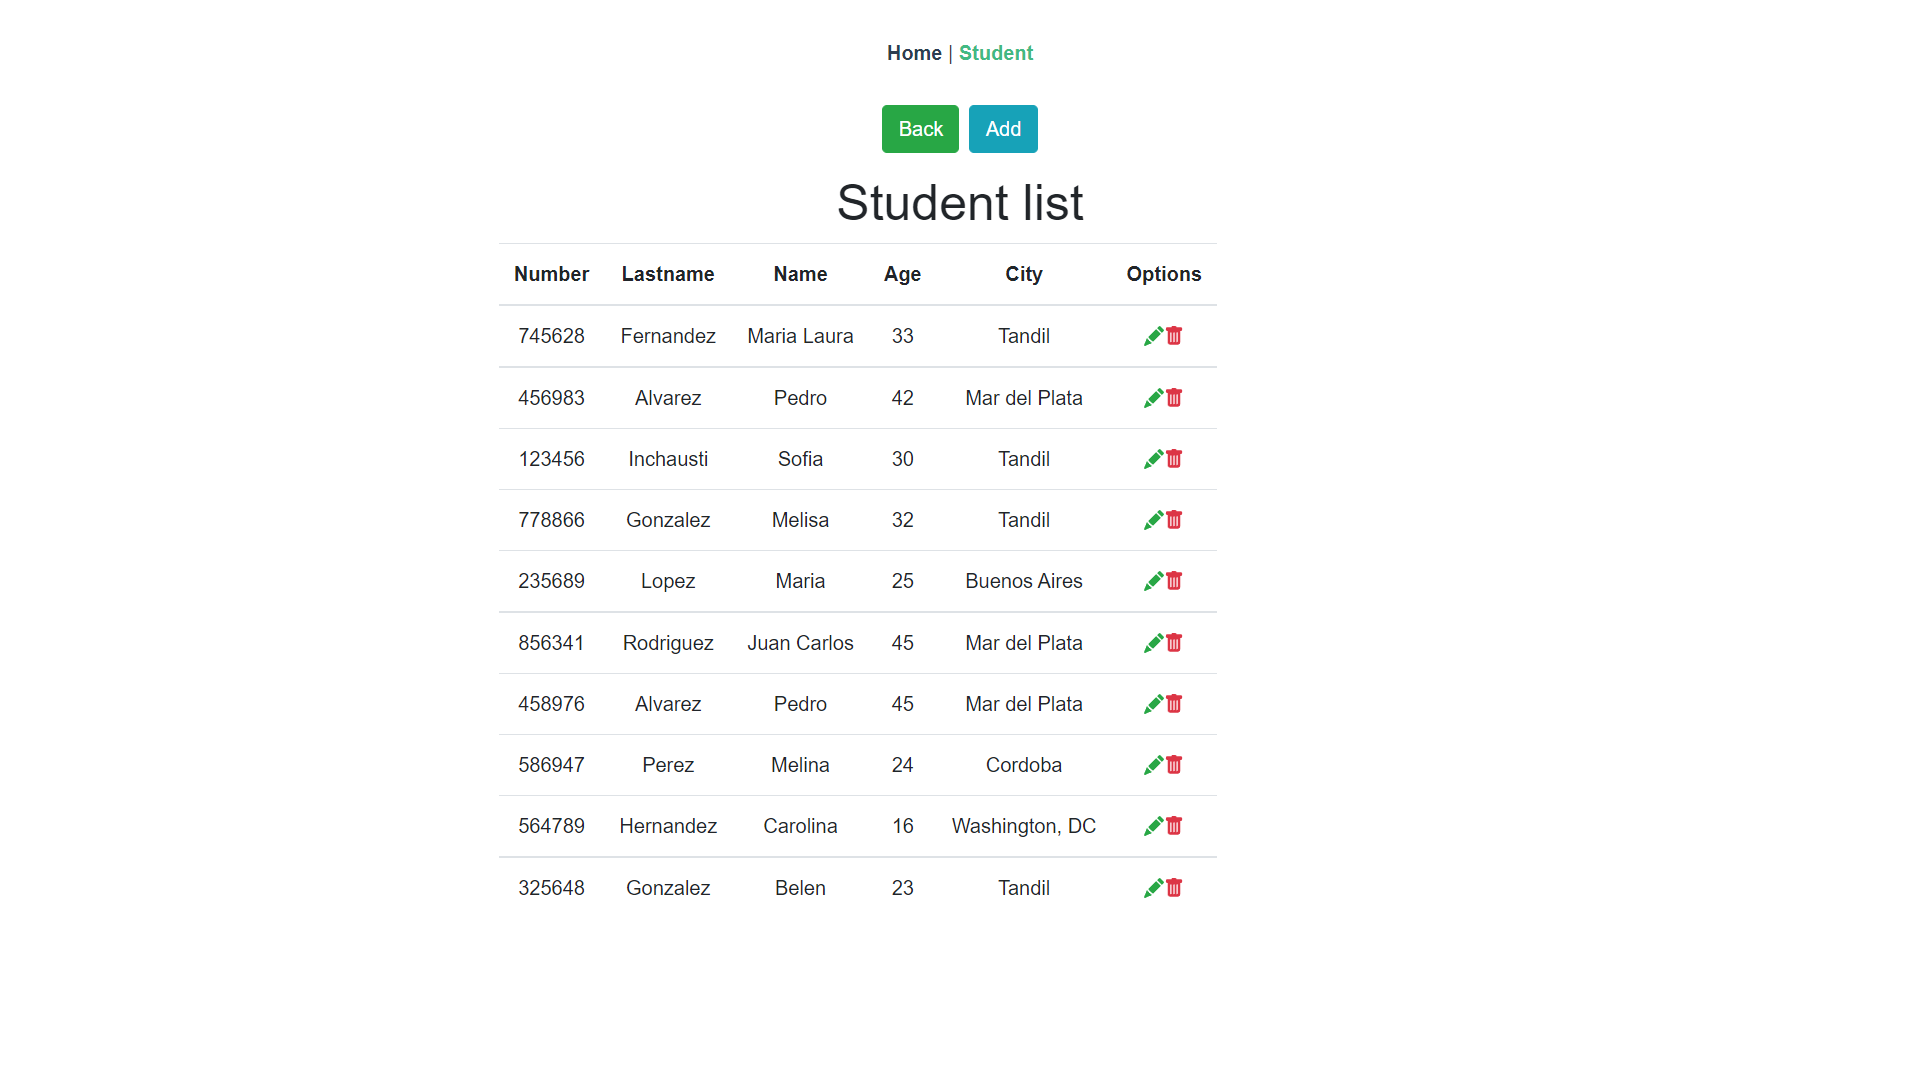 Home | Student
Back Add
Student list
Number Lastname Name Age City Options
745628 Fernandez Maria Laura 33 Tandil
456983 Alvarez Pedro 42 Mar del Plata
123456 Inchausti Sofia 30 Tandil
778866 Gonzalez Melisa 32 Tandil
235689 Lopez Maria 25 Buenos Aires
856341 Rodriguez Juan Carlos 45 Mar del Plata
458976 Alvarez Pedro 45 Mar del Plata
586947 Perez Melina 24 Cordoba
564789 Hernandez Carolina 16 Washington, DC
325648 Gonzalez Belen 23 Tandil